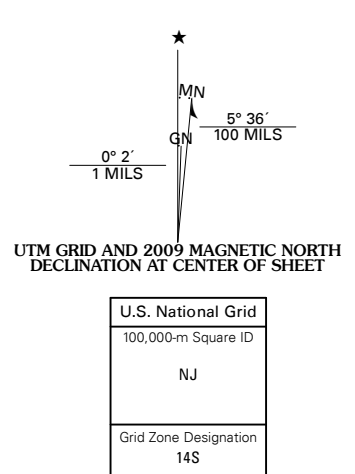 ★
MN
GN
5° 36´
100 MILS
0° 2´
1 MILS
UTM GRID AND 2009 MAGNETIC NORTH
DECLINATION AT CENTER OF SHEET
U.S. National Grid
100,000-m Square ID
NJ
Grid Zone Designation
14S